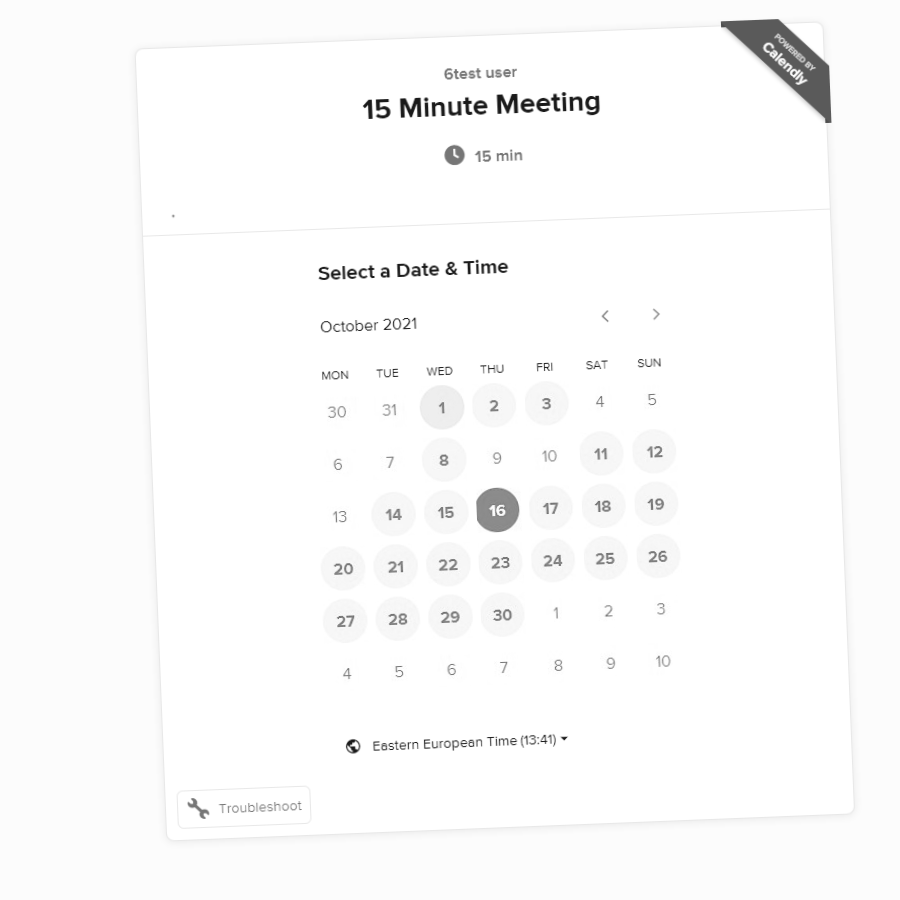 POWERED BY
Calendly
6test user
15 Minute Meeting
15 min
Select a Date & Time
October 2021
MON TUE WED THU FRI SAT SUN
30 31 1 2 3 4 5
6 7 8 9 10 11 12
13 14 15 16 17 18 19
20 21 22 23 24 25 26
27 28 29 30 1 2 3
4 5 6 7 8 9 10
Eastern European Time (13:41)
Troubleshoot